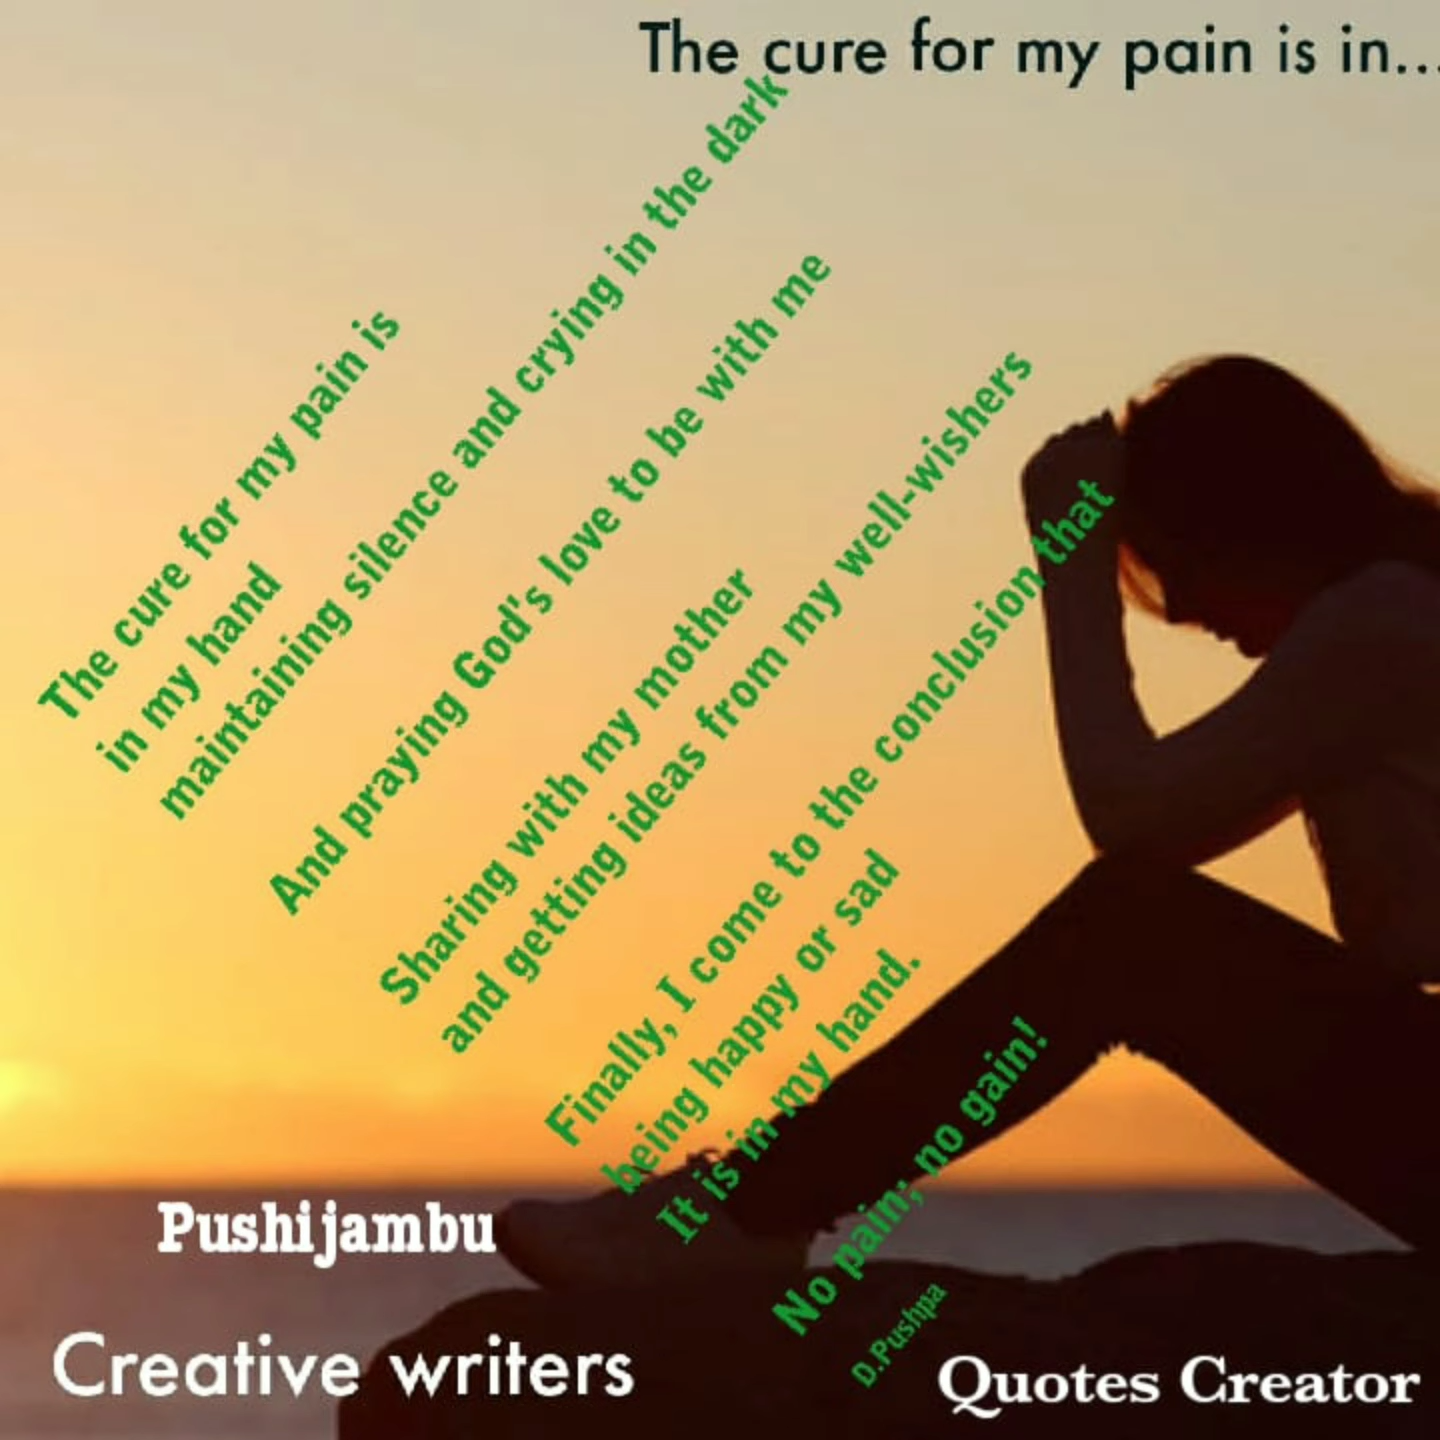 The cure for my pain is in...
The cure for my pain is
in my hand
maintaining silence and crying in the dark
And praying God's love to be with me
Sharing with my mother
and getting ideas from my well-wishers
Finally, I come to the conclusion that
being happy or sad
It is in my hand.
No pain; no gain!
D.Pushpa
Pushijambu
Creative writers
Quotes Creator